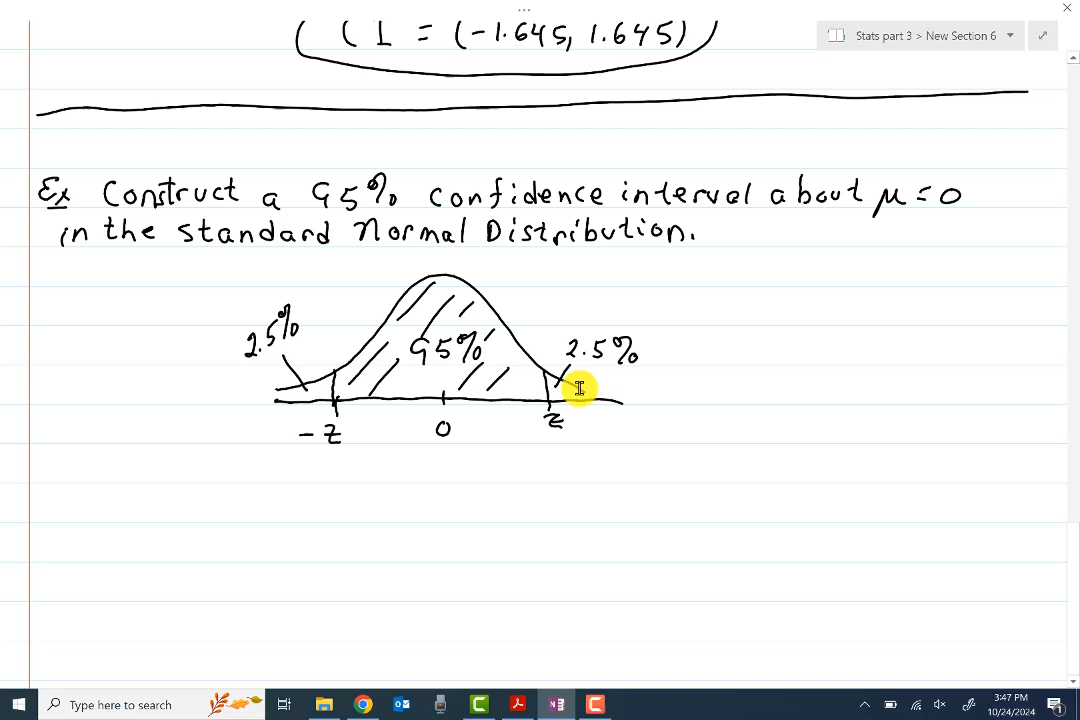 CI = (-1.645, 1.645)
Stats part 3 > New Section 6
Ex Construct a 95% confidence interval about μ = 0
in the standard Normal Distribution.
2.5%
95%
2.5%
-z
0
z
Type here to search
3:47 PM
10/24/2024
1